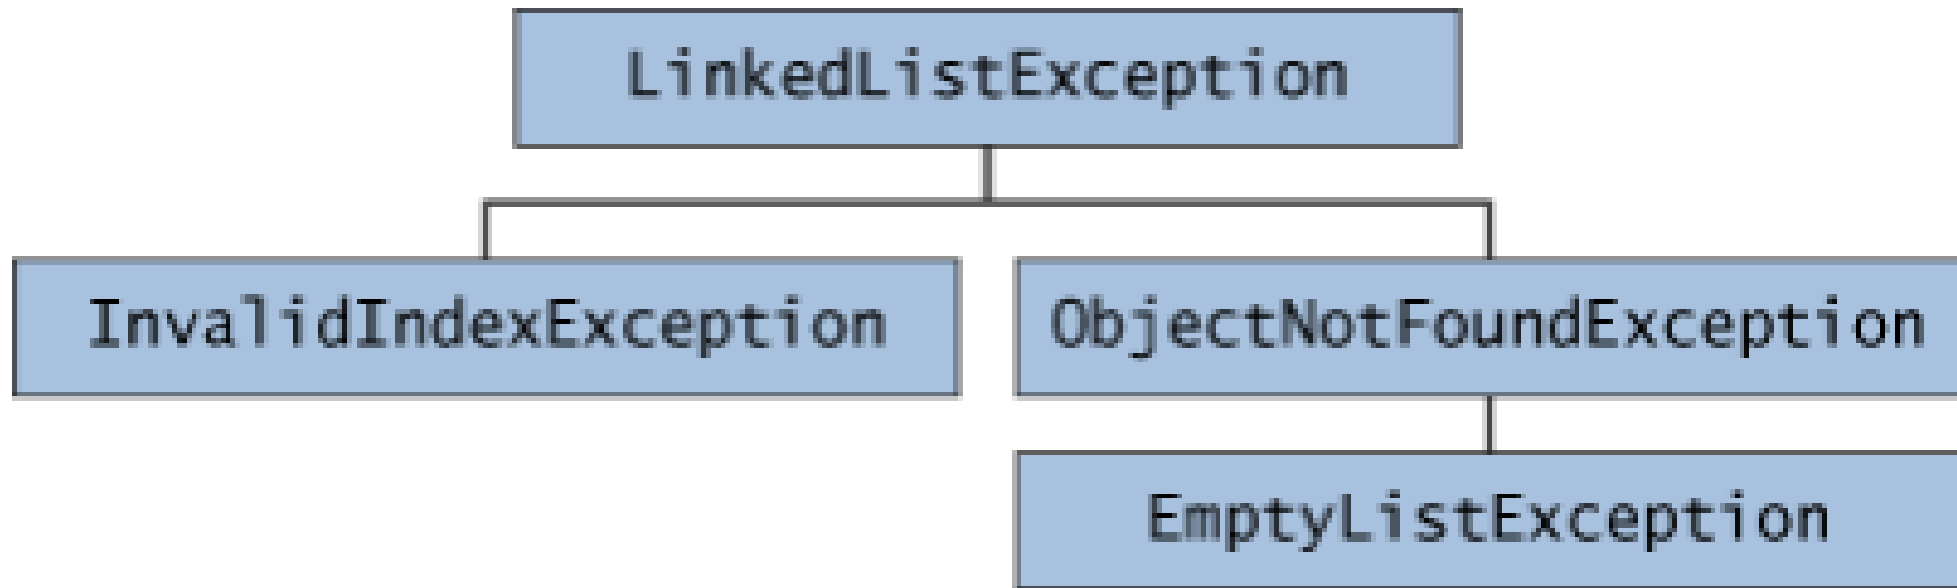 LinkedListException
InvalidIndexException
ObjectNotFoundException
EmptyListException